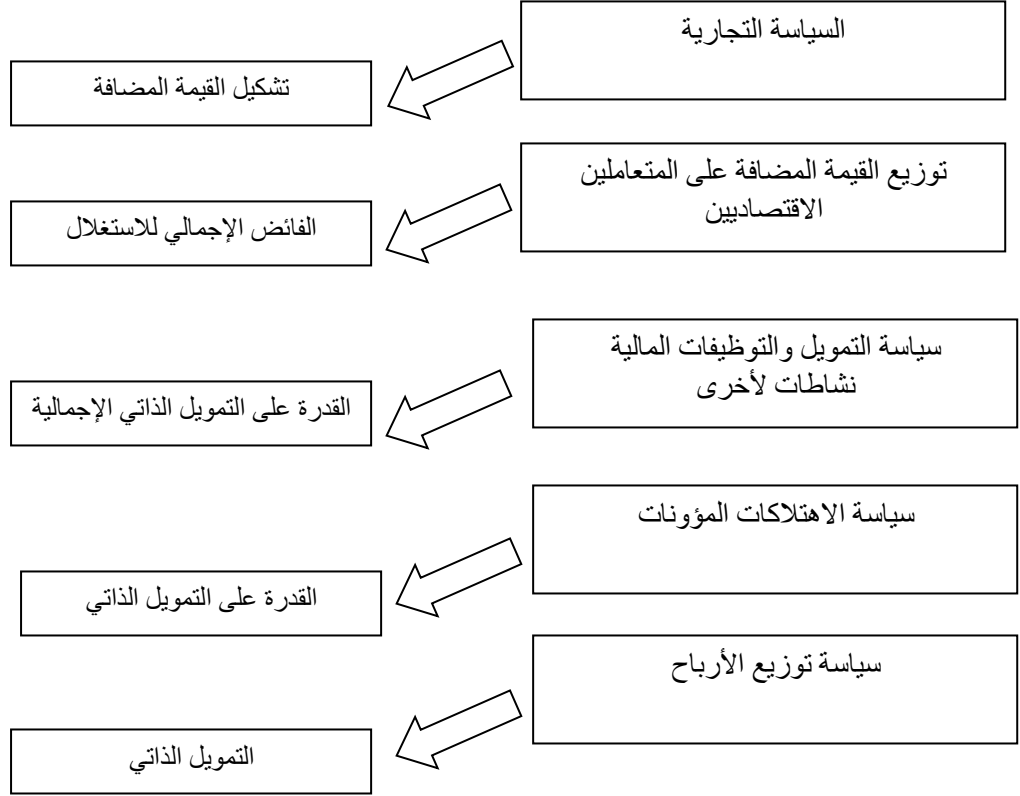 السياسة التجارية
تشكيل القيمة المضافة
توزيع القيمة المضافة على المتعاملين
الاقتصاديين
الفائض الإجمالي للاستغلال
سياسة التمويل والتوظيفات المالية
نشاطات لأخرى
القدرة على التمويل الذاتي الإجمالية
سياسة الاهتلاكات المؤونات
القدرة على التمويل الذاتي
سياسة توزيع الأرباح
التمويل الذاتي